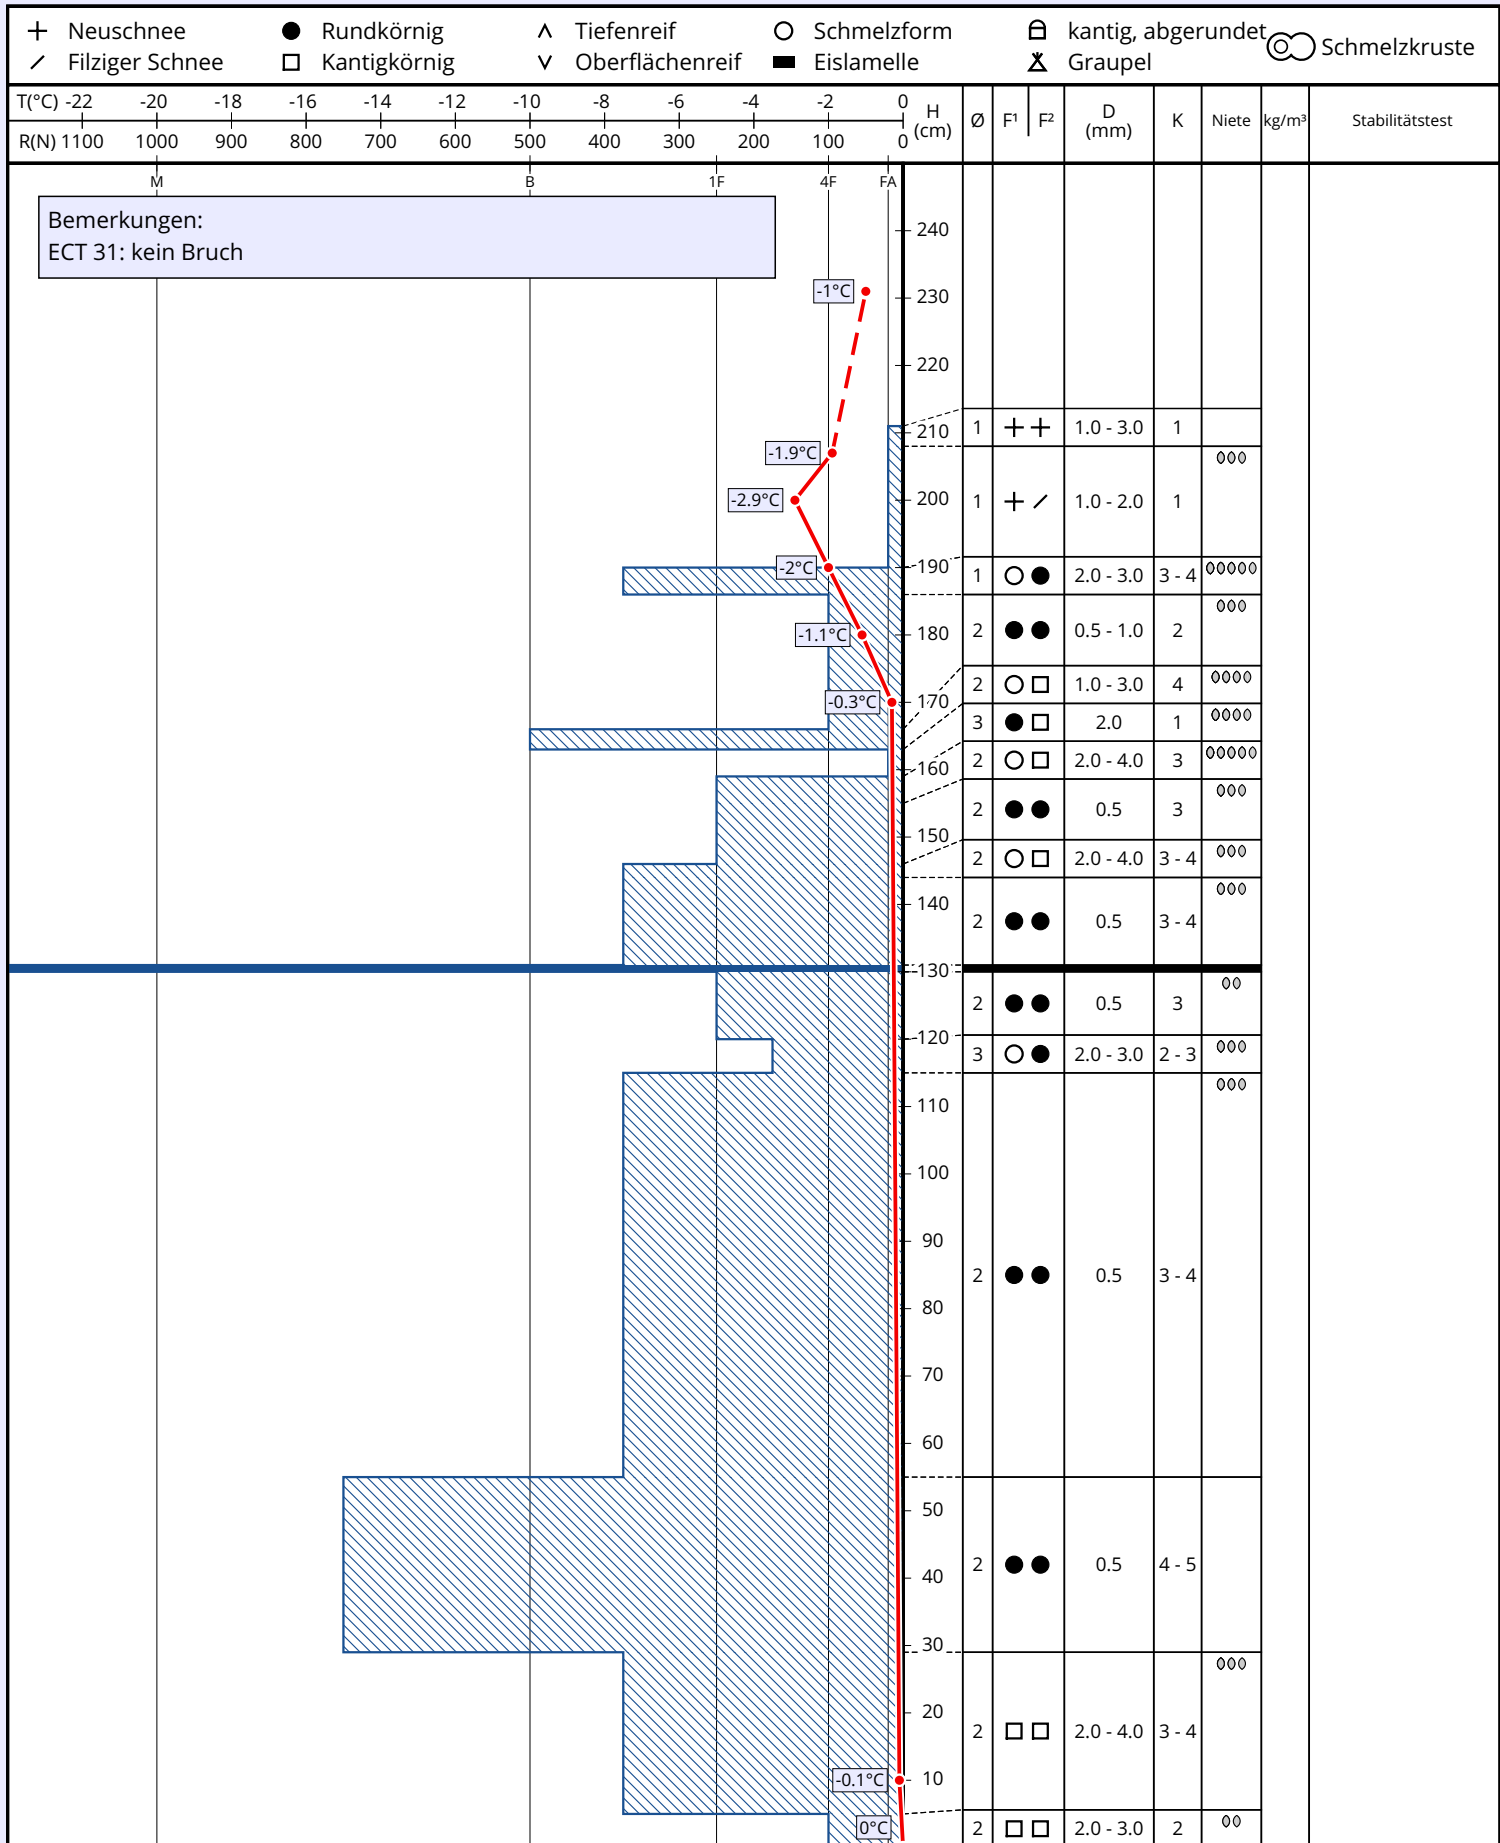 Neuschnee Rundkörnig Tiefenreif Schmelzform kantig, abgerundet Schmelzkruste
Filziger Schnee Kantigkörnig Oberflächenreif Eislamelle Graupel
T(°C) -22 -20 -18 -16 -14 -12 -10 -8 -6 -4 -2 0
R(N) 1100 1000 900 800 700 600 500 400 300 200 100 0
H (cm) Ø F¹ F² D (mm) K Niete kg/m³ Stabilitätstest
M B 1F 4F FA
Bemerkungen:
ECT 31: kein Bruch
240
-1°C 230
220
210 1 1.0 - 3.0 1
-1.9°C
-2.9°C 200 1 1.0 - 2.0 1
-2°C 190 1 2.0 - 3.0 3 - 4
-1.1°C 180 2 0.5 - 1.0 2
2 1.0 - 3.0 4
-0.3°C 170
3 2.0 1
160 2 2.0 - 4.0 3
2 0.5 3
150
2 2.0 - 4.0 3 - 4
140 2 0.5 3 - 4
130
2 0.5 3
120
3 2.0 - 3.0 2 - 3
110
100
90
2 0.5 3 - 4
80
70
60
50
2 0.5 4 - 5
40
30
20
2 2.0 - 4.0 3 - 4
-0.1°C 10
0°C 2 2.0 - 3.0 2